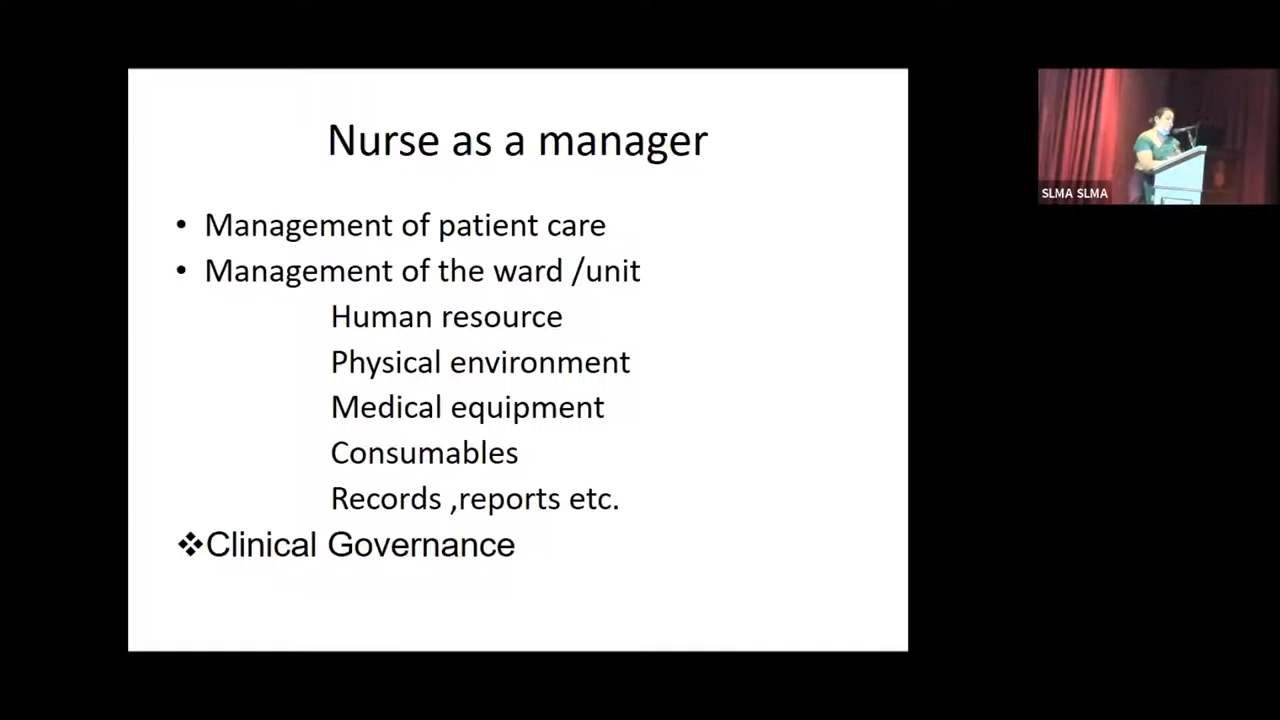 Nurse as a manager
• Management of patient care
• Management of the ward /unit
Human resource
Physical environment
Medical equipment
Consumables
Records ,reports etc.
❖Clinical Governance
SLMA SLMA